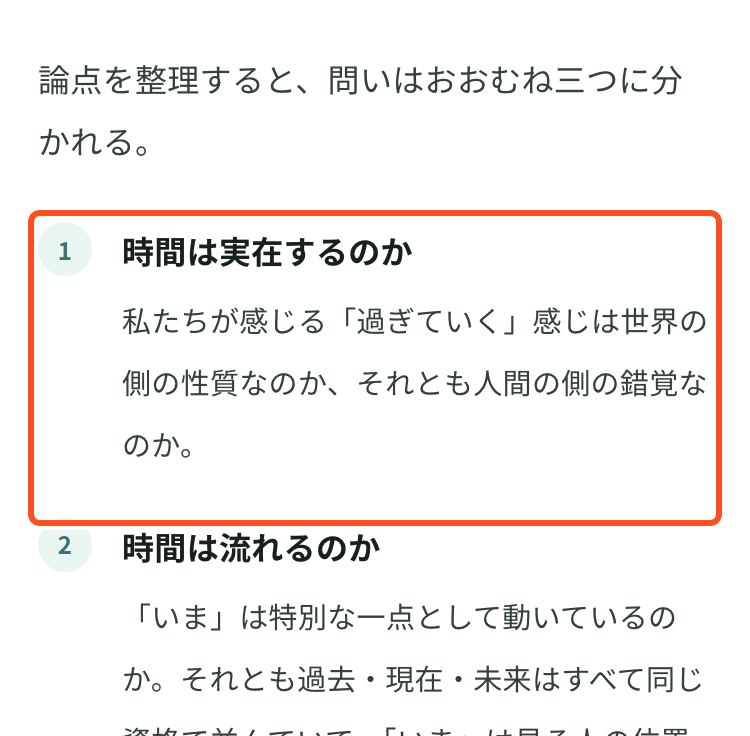 論点を整理すると、問いはおおむね三つに分
かれる。
1 時間は実在するのか
私たちが感じる「過ぎていく」感じは世界の
側の性質なのか、それとも人間の側の錯覚な
のか。
2 時間は流れるのか
「いま」は特別な一点として動いているの
か。それとも過去・現在・未来はすべて同じ